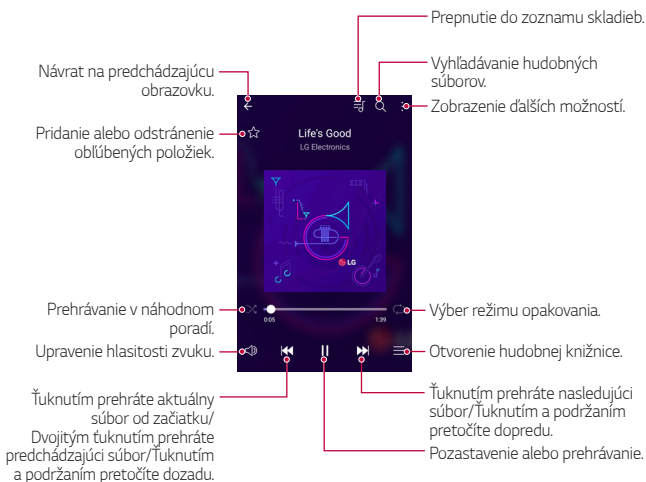 Prepnutie do zoznamu skladieb.
Návrat na predchádzajúcu
obrazovku.
Vyhľadávanie hudobných
súborov.
Zobrazenie ďalších možností.
Pridanie alebo odstránenie
obľúbených položiek.
Life's Good
LG Electronics
LG
Prehrávanie v náhodnom
poradí.
0:05
1:39
Výber režimu opakovania.
Upravenie hlasitosti zvuku.
Otvorenie hudobnej knižnice.
Ťuknutím prehráte aktuálny
súbor od začiatku/
Dvojitým ťuknutím prehráte
predchádzajúci súbor/Ťuknutím
a podržaním pretočíte dozadu.
Ťuknutím prehráte nasledujúci
súbor/Ťuknutím a podržaním
pretočíte dopredu.
Pozastavenie alebo prehrávanie.